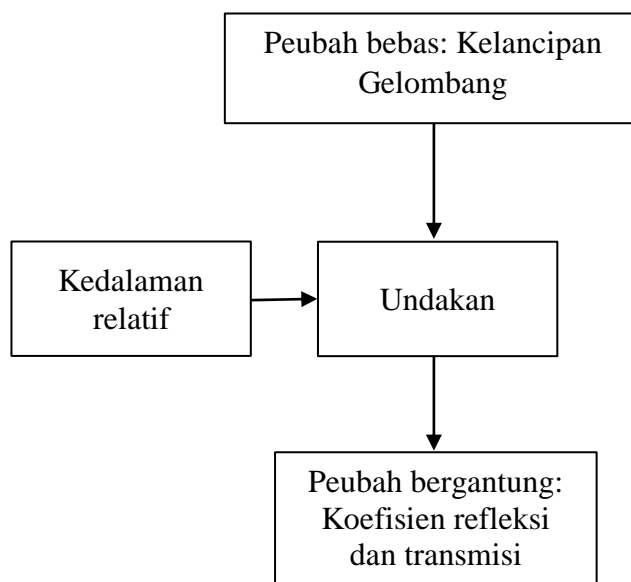 Peubah bebas: Kelancipan
Gelombang
Kedalaman
relatif
Undakan
Peubah bergantung:
Koefisien refleksi
dan transmisi